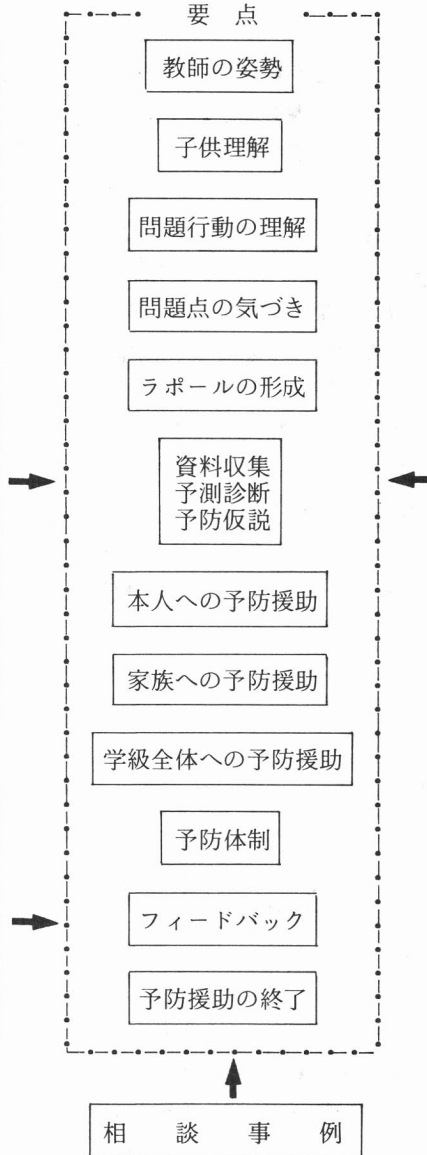 要点
教師の姿勢
子供理解
問題行動の理解
問題点の気づき
ラポールの形成
資料収集
予測診断
予防仮説
本人への予防援助
家族への予防援助
学級全体への予防援助
予防体制
フィードバック
予防援助の終了
相談事例